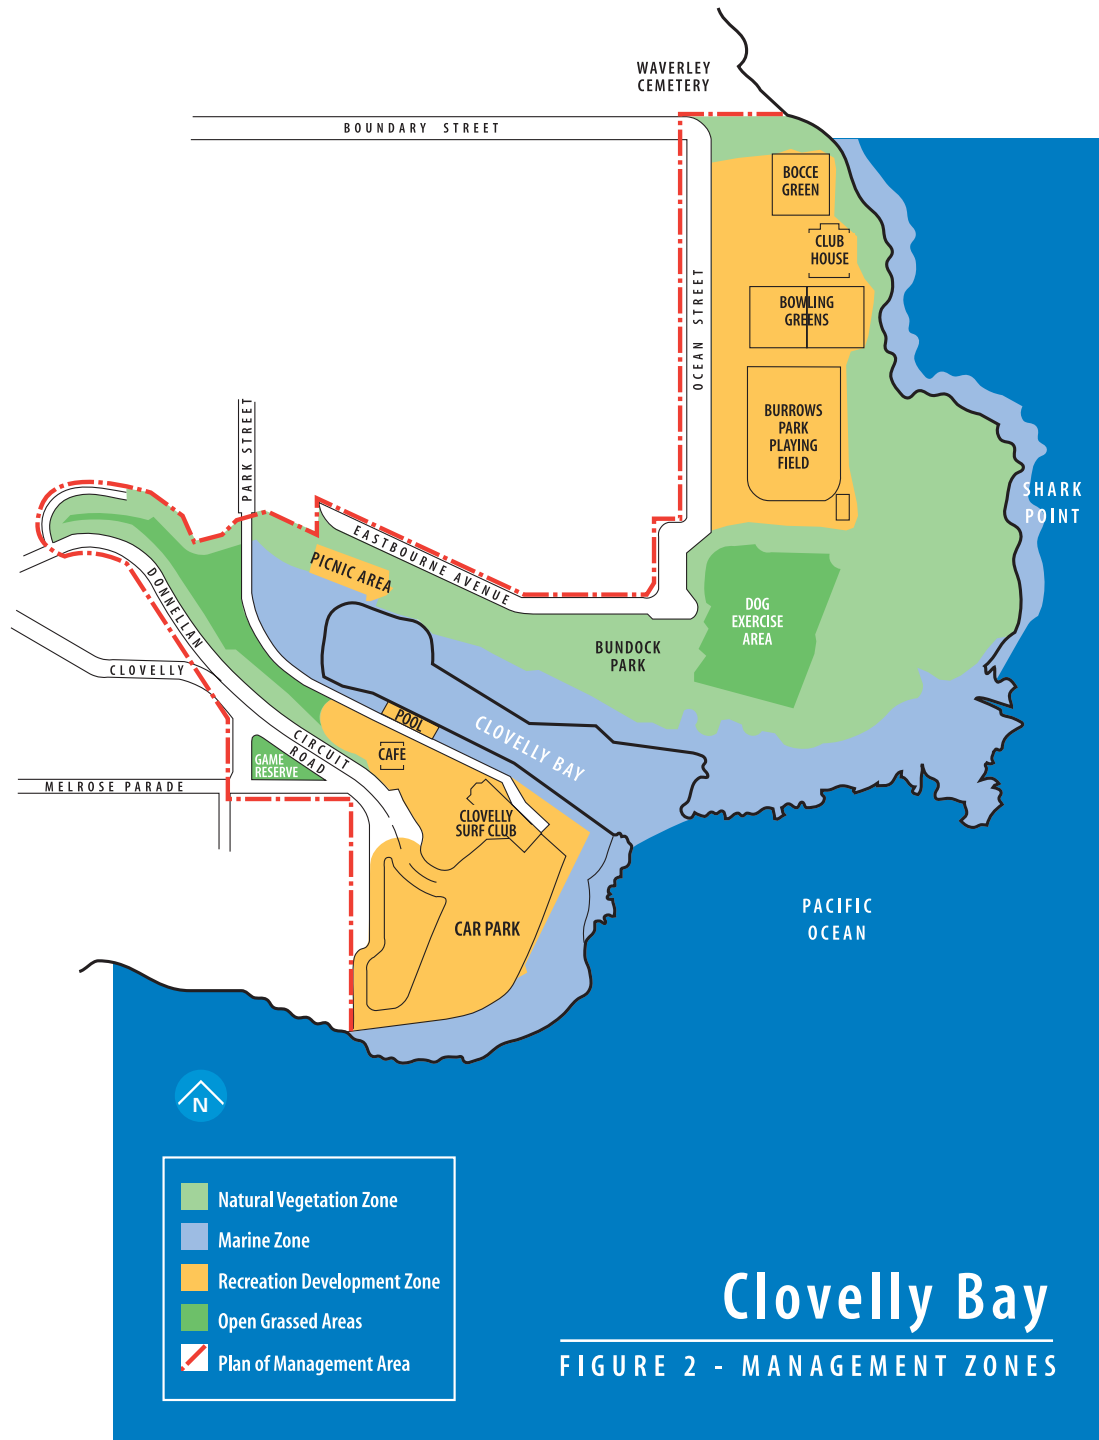 WAVERLEY
CEMETERY
BOUNDARY STREET
BOCCE
GREEN
CLUB
HOUSE
BOWLING
GREENS
OCEAN STREET
BURROWS
PARK
PLAYING
FIELD
PARK STREET
SHARK
POINT
EASTBOURNE AVENUE
PICNIC AREA
DONNELLAN
CIRCUIT
ROAD
DOG
EXERCISE
AREA
BUNDOCK
PARK
CLOVELLY
POOL
CLOVELLY BAY
CAFE
GAME
RESERVE
MELROSE PARADE
CLOVELLY
SURF CLUB
CAR PARK
PACIFIC
OCEAN
N
Natural Vegetation Zone
Marine Zone
Recreation Development Zone
Open Grassed Areas
Plan of Management Area
Clovelly Bay
FIGURE 2 - MANAGEMENT ZONES